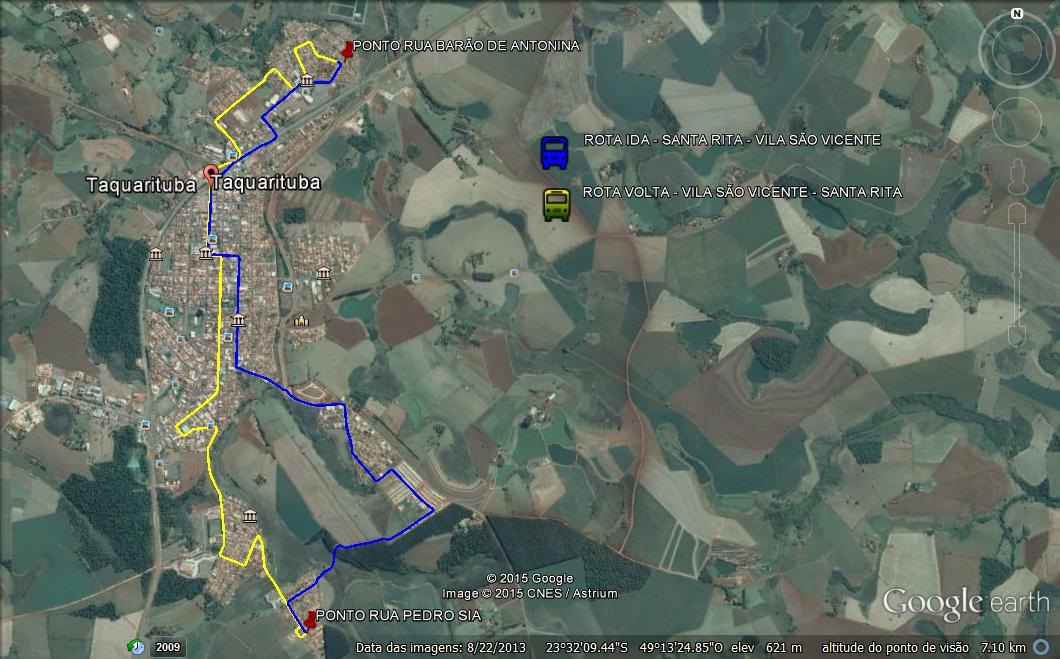 N
PONTO RUA BARÃO DE ANTONINA
ROTA IDA - SANTA RITA - VILA SÃO VICENTE
Taquarituba
Taquarituba
ROTA VOLTA - VILA SÃO VICENTE - SANTA RITA
© 2015 Google
Image © 2015 CNES / Astrium
Google earth
PONTO RUA PEDRO SIA
2009
Data das imagens: 8/22/2013 23°32'09.44"S 49°13'24.85"O elev 621 m altitude do ponto de visão 7.10 km